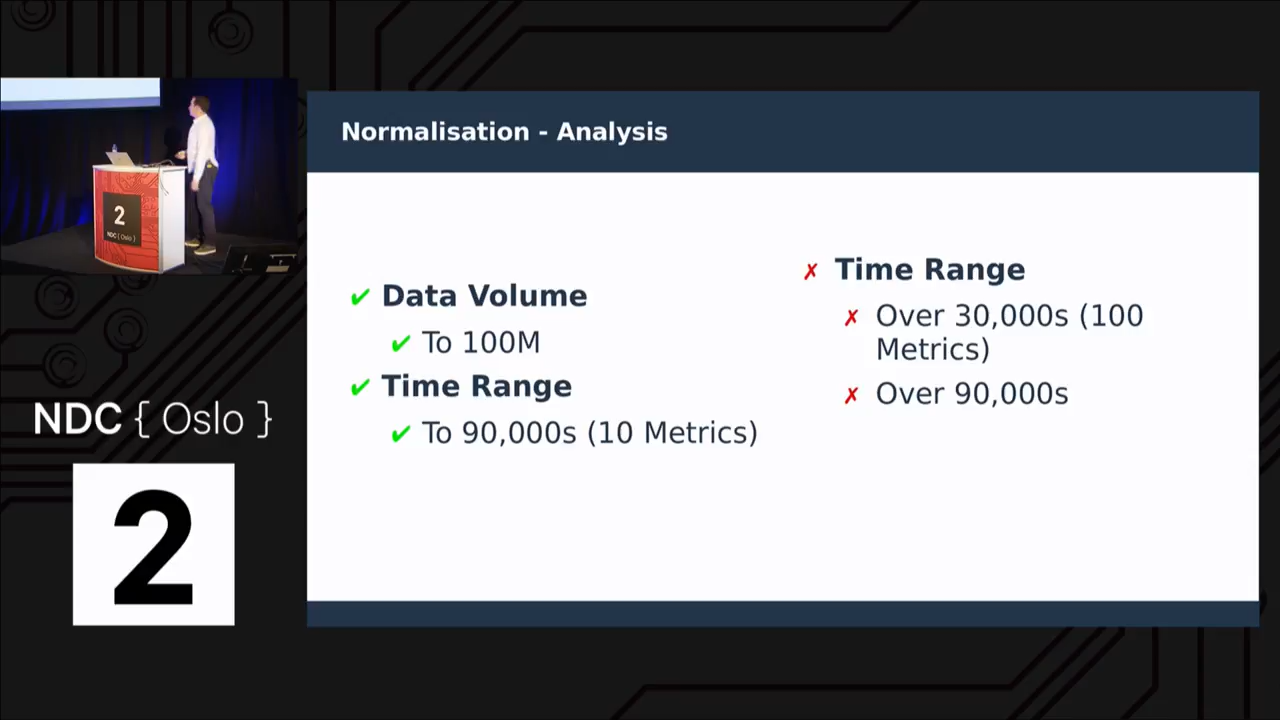 Normalisation - Analysis
✔ Data Volume
✔ To 100M
✔ Time Range
✔ To 90,000s (10 Metrics)
✗ Time Range
✗ Over 30,000s (100
Metrics)
✗ Over 90,000s
2
NDC { Oslo }
NDC { Oslo }
2